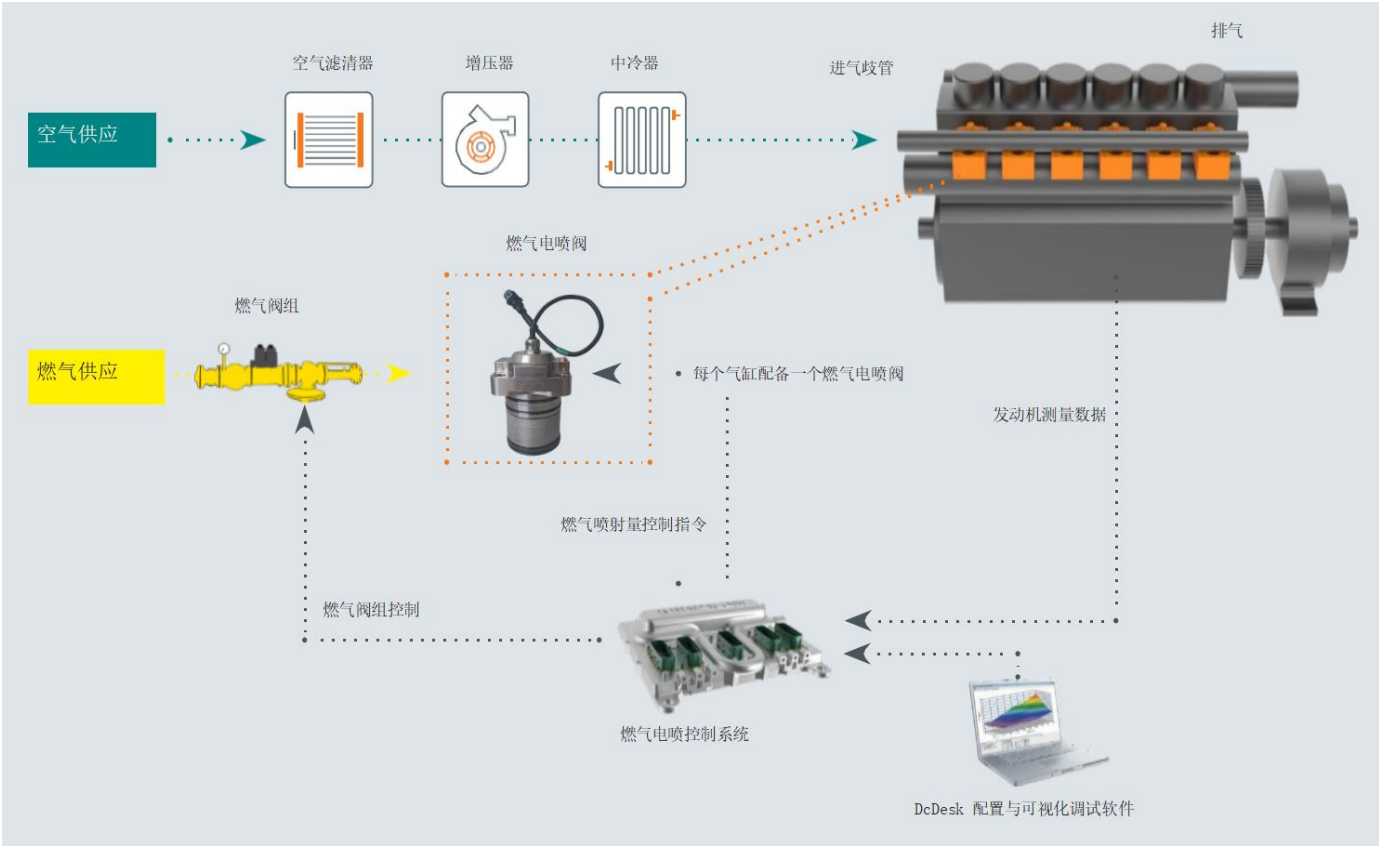 排气
空气滤清器
增压器
中冷器
进气歧管
空气供应
燃气电喷阀
燃气阀组
燃气供应
每个气缸配备一个燃气电喷阀
发动机测量数据
燃气喷射量控制指令
燃气阀组控制
燃气电喷控制系统
DcDesk 配置与可视化调试软件